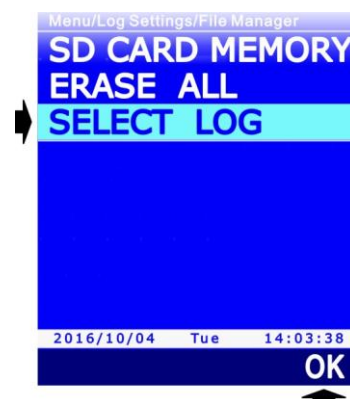 Menu/Log Settings/File Manager
SD CARD MEMORY
ERASE ALL
SELECT LOG
2016/10/04 Tue 14:03:38
OK